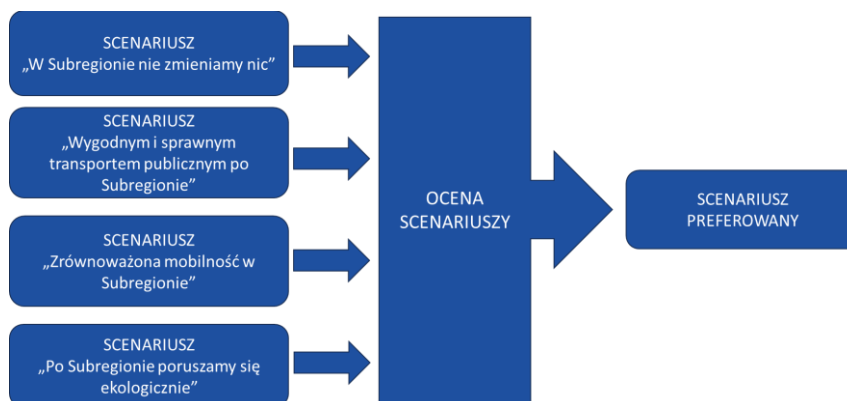 SCENARIUSZ
„W Subregionie nie zmieniamy nic”
SCENARIUSZ
„Wygodnym i sprawnym
transportem publicznym po
Subregionie”
SCENARIUSZ
„Zrównoważona mobilność w
Subregionie”
SCENARIUSZ
„Po Subregionie poruszamy się
ekologicznie”
OCENA
SCENARIUSZY
SCENARIUSZ
PREFEROWANY